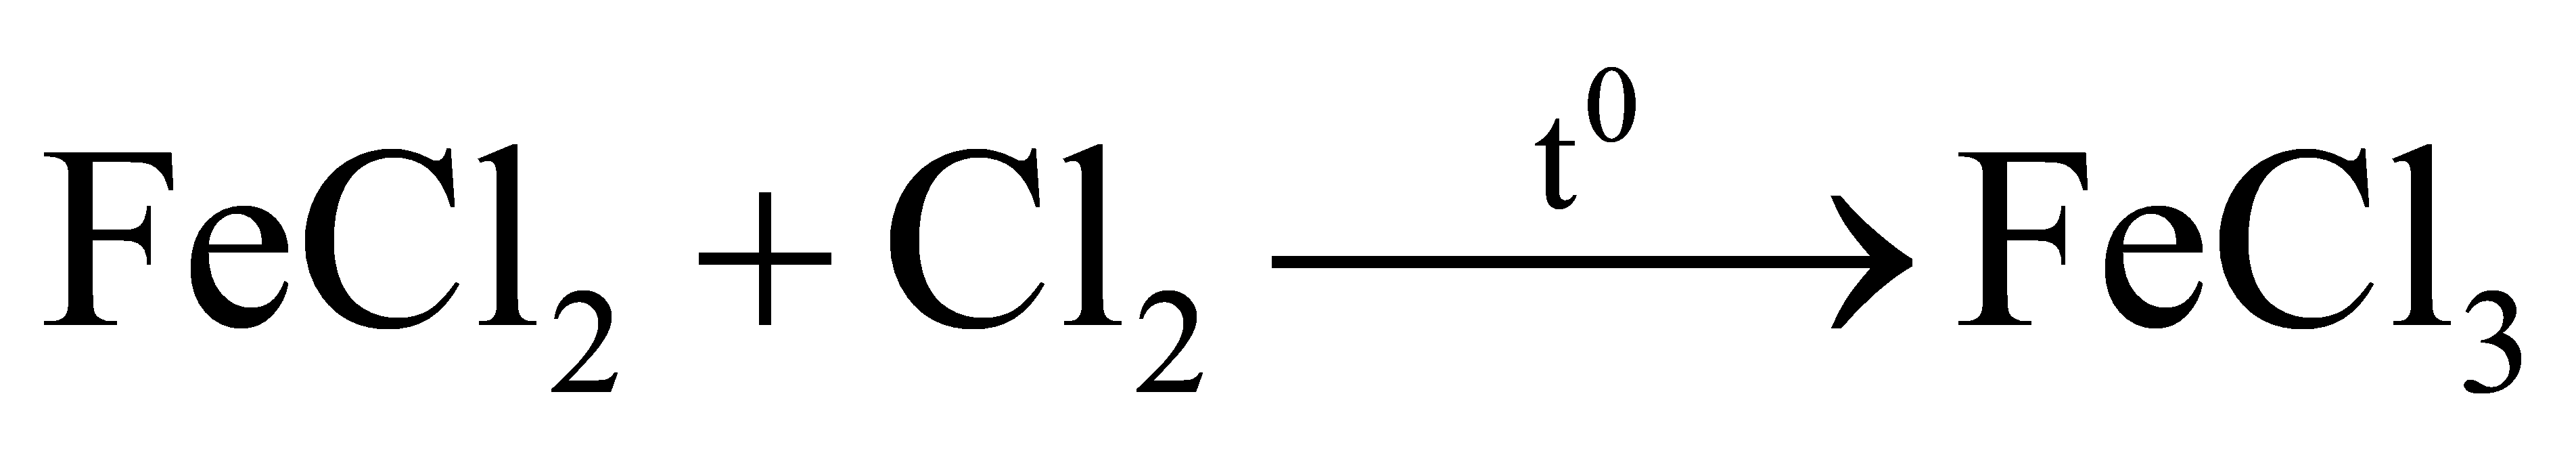 FeCl₂ + Cl₂ ⟶ t⁰ FeCl₃